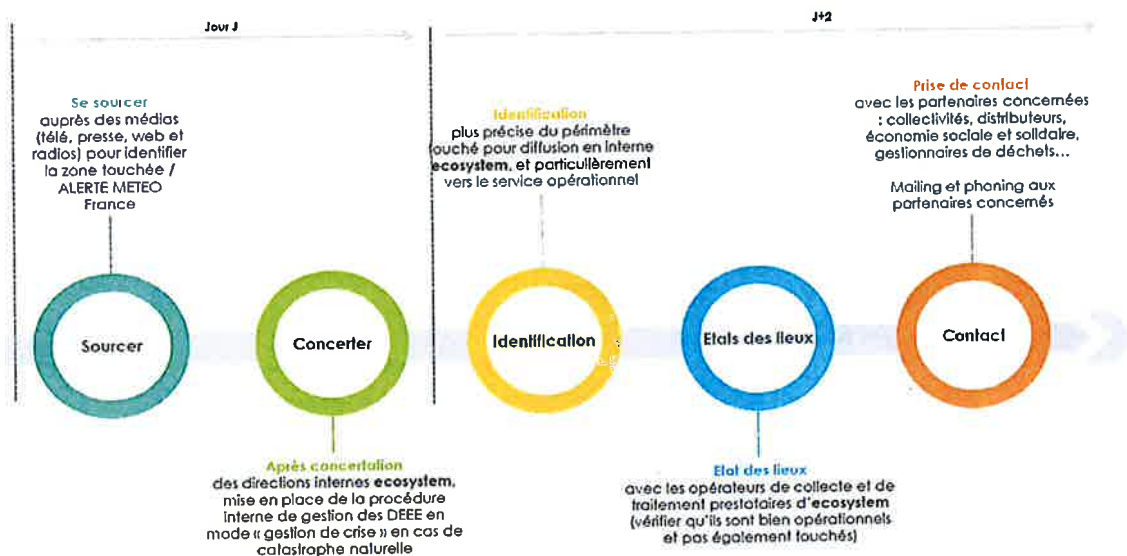 Jour J
J+2
Se sourcer
auprès des médias
(télé, presse, web et
radios) pour identifier
la zone touchée /
ALERTE METEO
France
Identification
plus précise du périmètre
touché pour diffusion en interne
ecosystem, et particulièrement
vers le service opérationnel
Prise de contact
avec les partenaires concernées
: collectivités, distributeurs,
économie sociale et solidaire,
gestionnaires de déchets...
Mailing et phoning aux
partenaires concernés
Sourcer
Concerter
Identification
Etats des lieux
Contact
Après concertation
des directions internes ecosystem,
mise en place de la procédure
interne de gestion des DEEE en
mode « gestion de crise » en cas de
catastrophe naturelle
Etat des lieux
avec les opérateurs de collecte et de
traitement prestataires d'ecosystem
(vérifier qu'ils sont bien opérationnels
et pas également touchés)